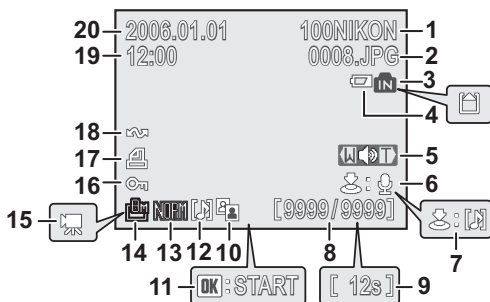 20 2006.01.01 100NIKON 1
19 12:00 0008.JPG 2
IN 3
4
18
17 W T 5
16 : 6
15 8M NORM [9999/9999] : 7
14 13 12 10 8
11 OK:START [ 12s] 9